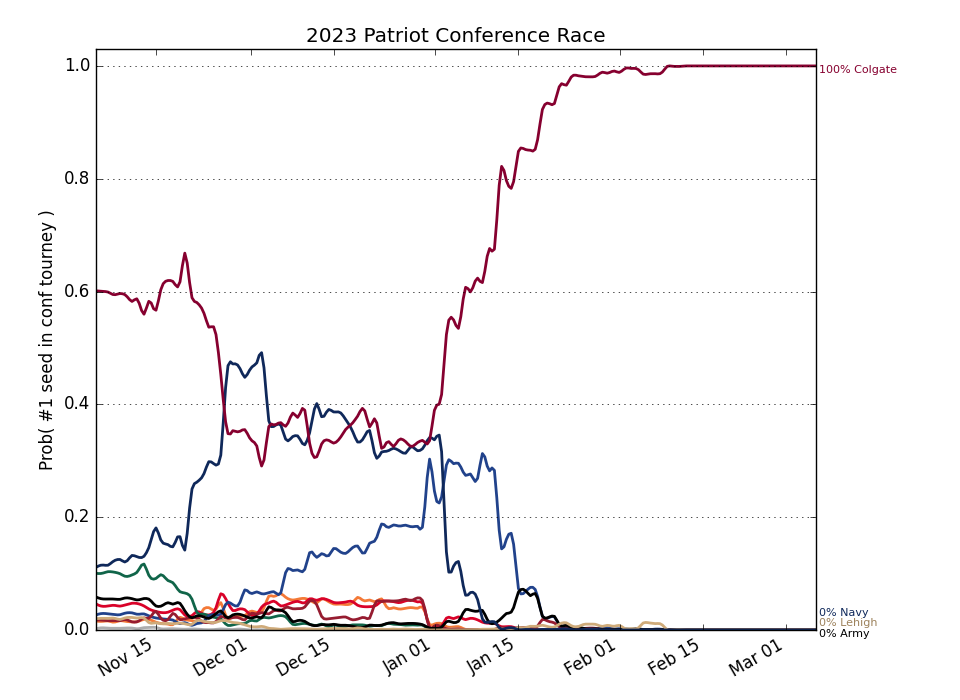 2023 Patriot Conference Race
Prob( #1 seed in conf tourney )
1.0
0.8
0.6
0.4
0.2
0.0
Nov 15
Dec 01
Dec 15
Jan 01
Jan 15
Feb 01
Feb 15
Mar 01
100% Colgate
0% Navy
0% Lehigh
0% Army